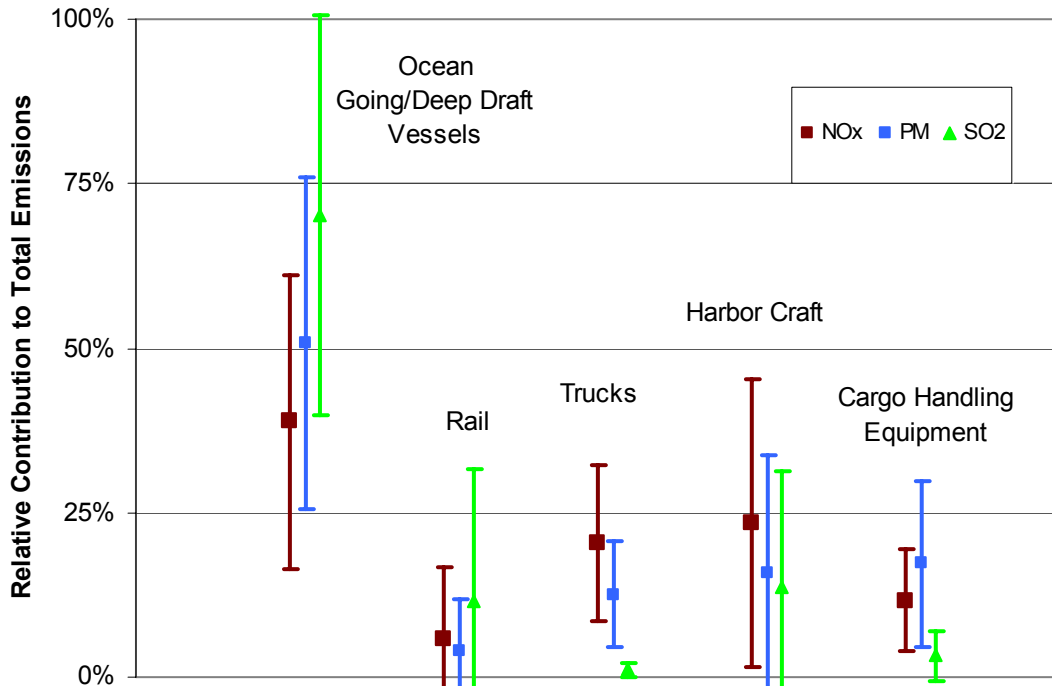 100%
Ocean
Going/Deep Draft
Vessels
NOx PM SO2
75%
Harbor Craft
50%
Trucks
Cargo Handling
Equipment
Rail
25%
0%
Relative Contribution to Total Emissions